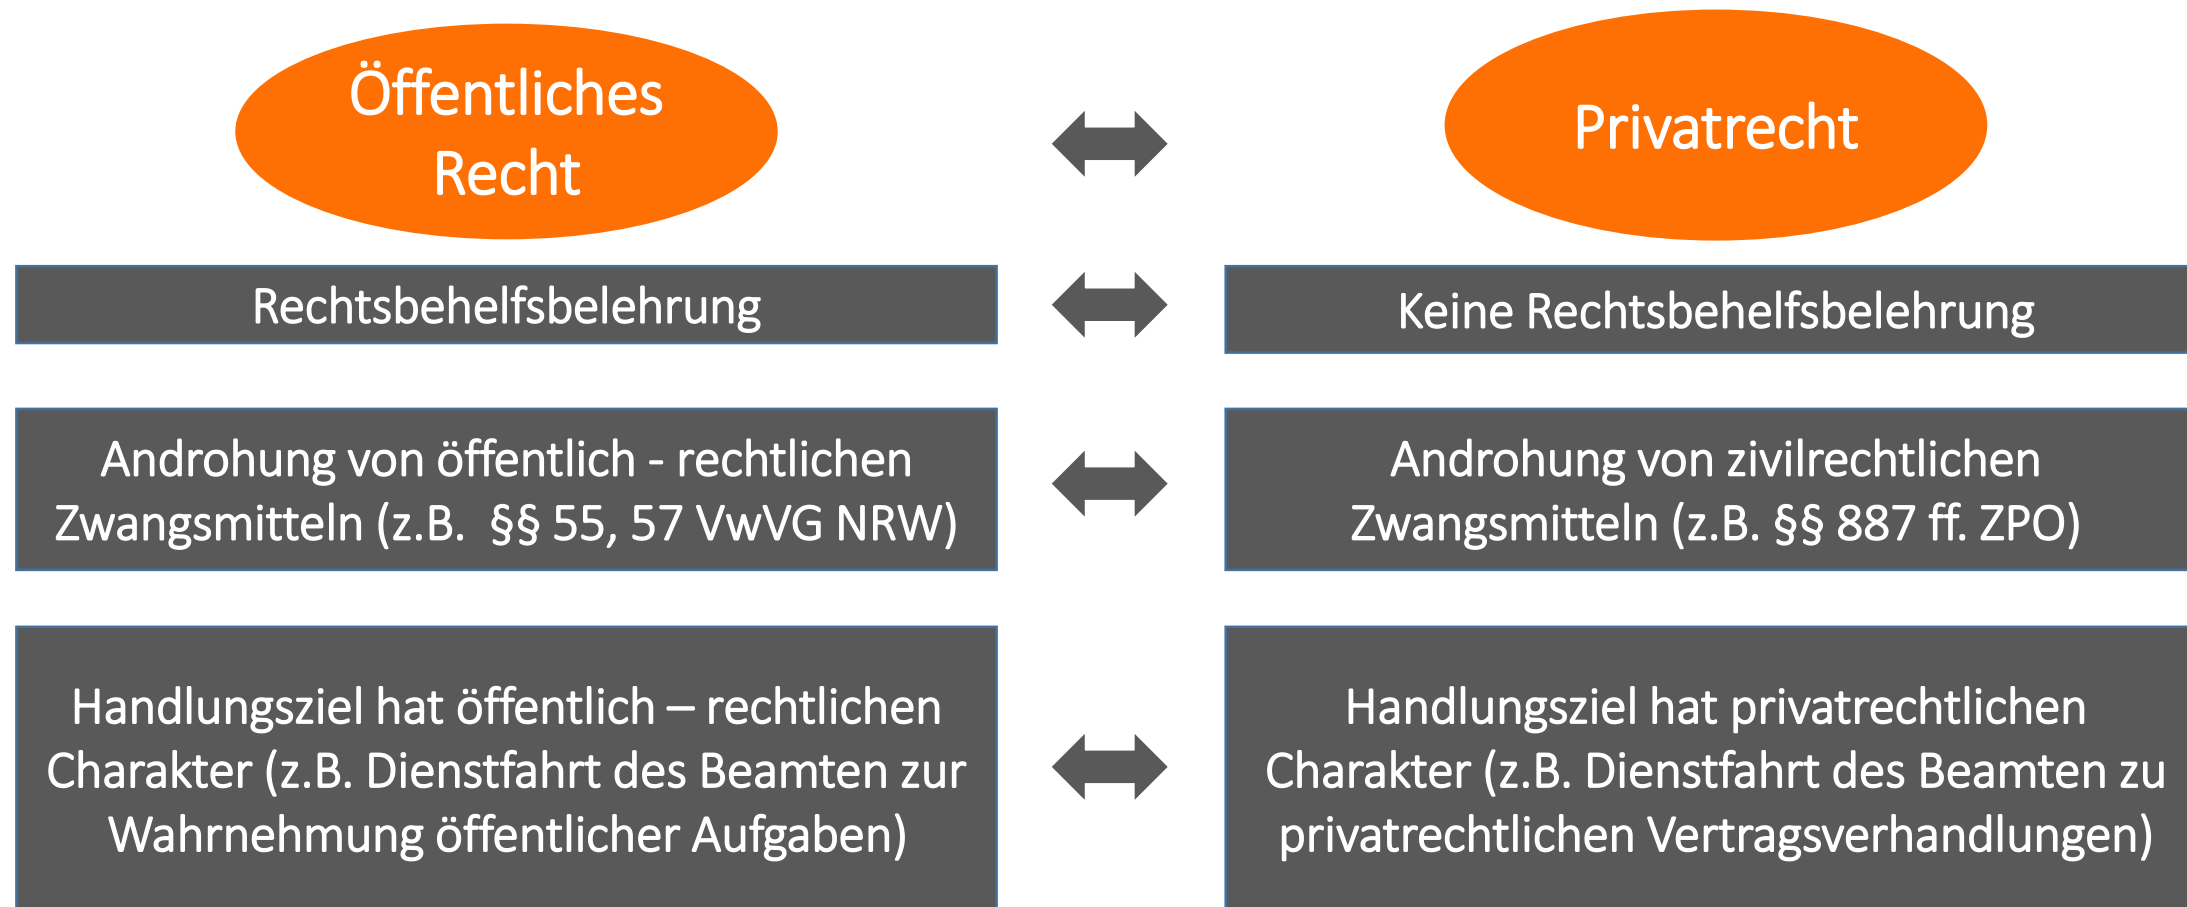 Öffentliches
Recht
Privatrecht
Rechtsbehelfsbelehrung
Keine Rechtsbehelfsbelehrung
Androhung von öffentlich - rechtlichen
Zwangsmitteln (z.B.  §§ 55, 57 VwVG NRW)
Androhung von zivilrechtlichen
Zwangsmitteln (z.B. §§ 887 ff. ZPO)
Handlungsziel hat öffentlich – rechtlichen
Charakter (z.B. Dienstfahrt des Beamten zur
Wahrnehmung öffentlicher Aufgaben)
Handlungsziel hat privatrechtlichen
Charakter (z.B. Dienstfahrt des Beamten zu
privatrechtlichen Vertragsverhandlungen)